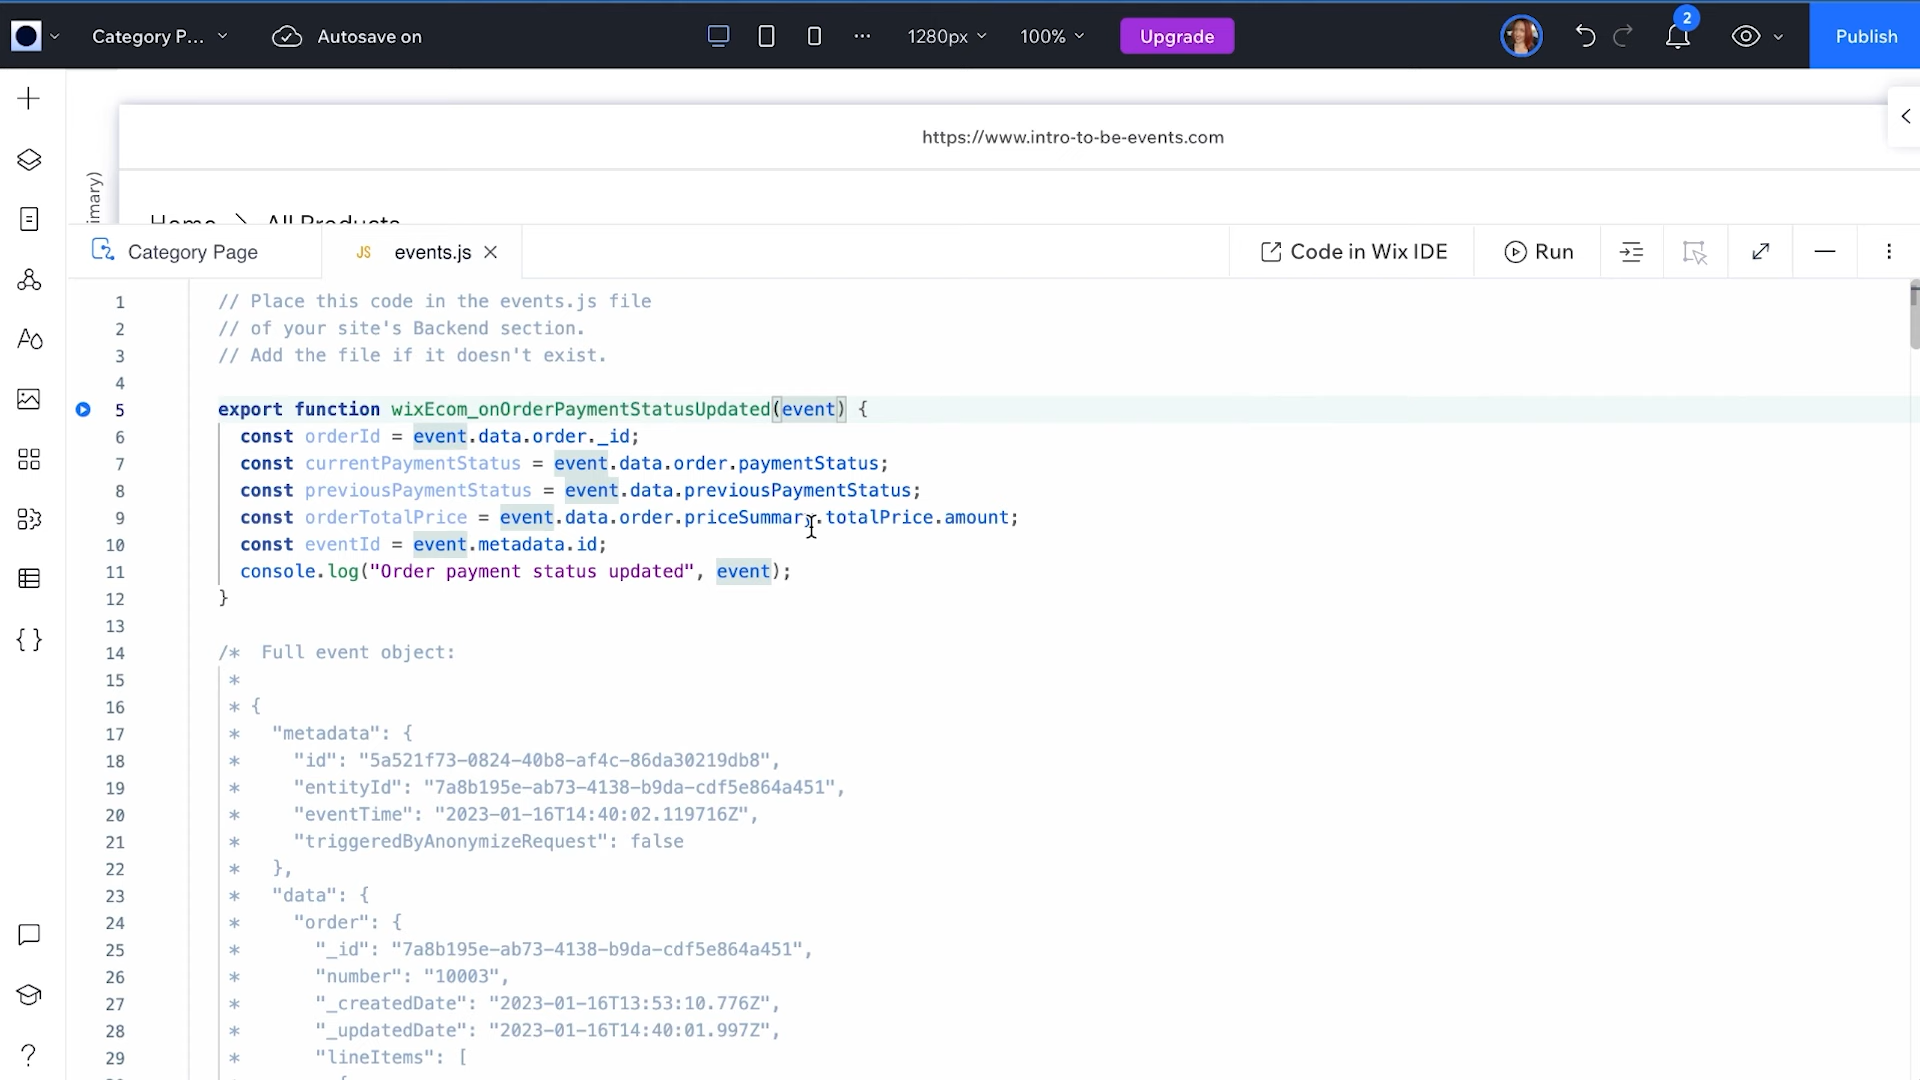 Category P...
Autosave on
1280px
100%
Upgrade
2
Publish
https://www.intro-to-be-events.com
imary)
Home > All Products
Category Page
JS events.js
Code in Wix IDE
Run
1 // Place this code in the events.js file
2 // of your site's Backend section.
3 // Add the file if it doesn't exist.
4
5 export function wixEcom_onOrderPaymentStatusUpdated(event) {
6 const orderId = event.data.order._id;
7 const currentPaymentStatus = event.data.order.paymentStatus;
8 const previousPaymentStatus = event.data.previousPaymentStatus;
9 const orderTotalPrice = event.data.order.priceSummary.totalPrice.amount;
10 const eventId = event.metadata.id;
11 console.log("Order payment status updated", event);
12 }
13
14 /* Full event object:
15 *
16 * {
17 * "metadata": {
18 * "id": "5a521f73-0824-40b8-af4c-86da30219db8",
19 * "entityId": "7a8b195e-ab73-4138-b9da-cdf5e864a451",
20 * "eventTime": "2023-01-16T14:40:02.119716Z",
21 * "triggeredByAnonymizeRequest": false
22 * },
23 * "data": {
24 * "order": {
25 * "_id": "7a8b195e-ab73-4138-b9da-cdf5e864a451",
26 * "number": "10003",
27 * "_createdDate": "2023-01-16T13:53:10.776Z",
28 * "_updatedDate": "2023-01-16T14:40:01.997Z",
29 * "lineItems": [